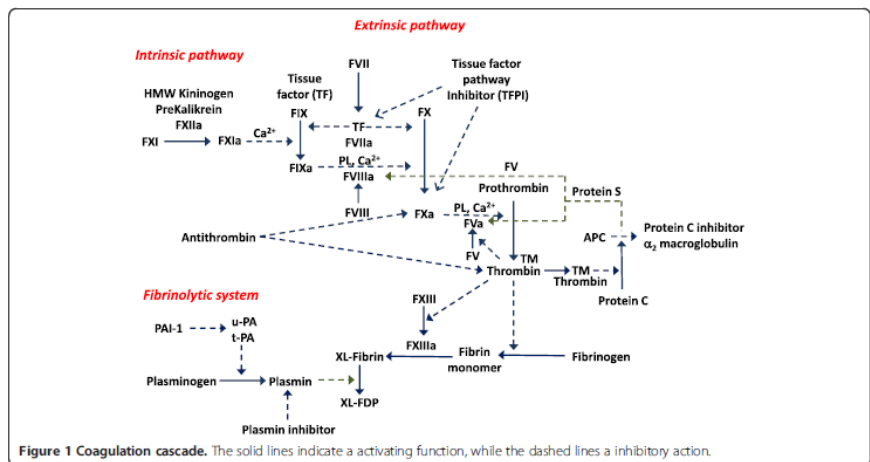 Extrinsic pathway
Intrinsic pathway
FVII
Tissue factor
pathway
Inhibitor (TFPI)
Tissue
factor (TF)
HMW Kininogen
PreKalikrein
FXIIa
FIX
FX
FXI
FXIa
Ca²⁺
TF
FVIIa
FIXa
PL, Ca²⁺
FVIIIa
FV
Prothrombin
Protein S
FVIII
FXa
PL, Ca²⁺
FVa
Antithrombin
APC
Protein C inhibitor
α₂ macroglobulin
FV
TM
Thrombin
TM
Thrombin
Protein C
Fibrinolytic system
FXIII
PAI-1
u-PA
t-PA
FXIIIa
XL-Fibrin
Fibrin
monomer
Fibrinogen
Plasminogen
Plasmin
XL-FDP
Plasmin inhibitor
Figure 1 Coagulation cascade. The solid lines indicate a activating function, while the dashed lines a inhibitory action.